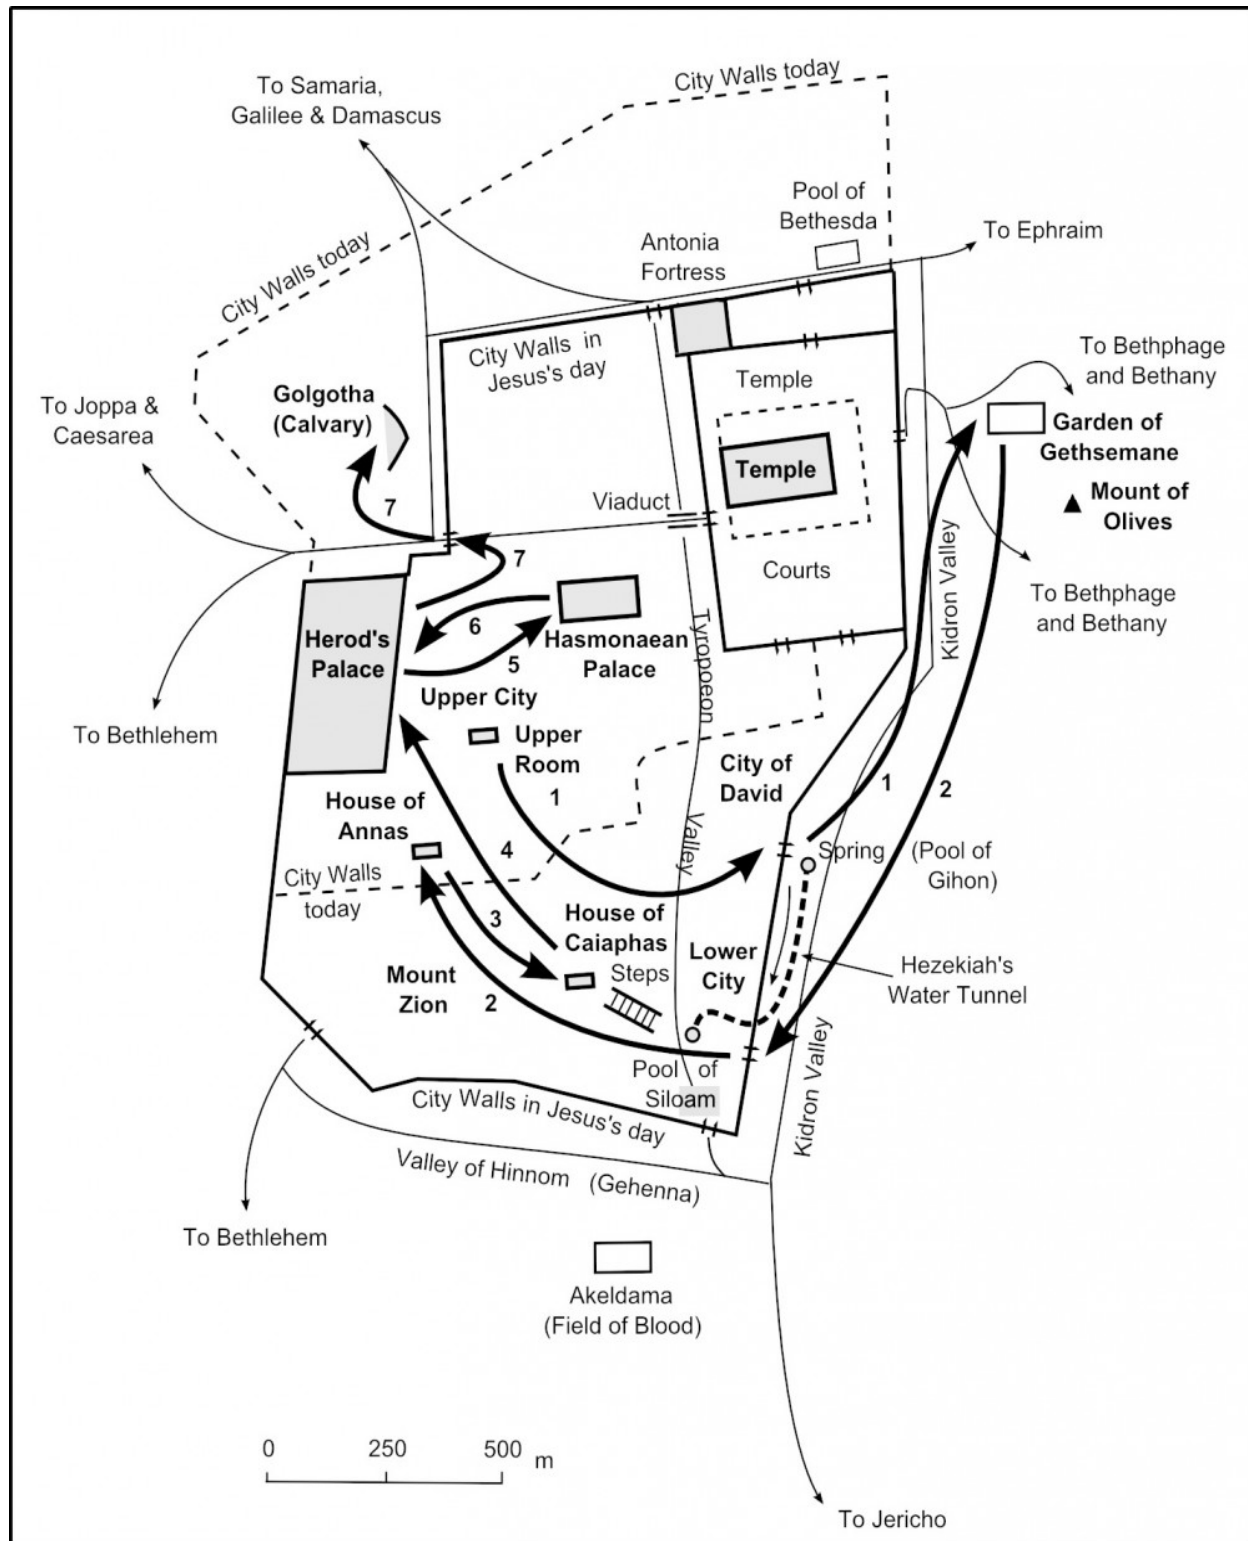 City Walls today
To Samaria,
Galilee & Damascus
Pool of
Bethesda
To Ephraim
Antonia
Fortress
City Walls today
City Walls in
Jesus's day
To Bethphage
and Bethany
Temple
Golgotha
(Calvary)
To Joppa &
Caesarea
Garden of
Gethsemane
Temple
Mount of
Olives
Viaduct
7
7
Courts
Kidron Valley
To Bethphage
and Bethany
6
Herod's
Palace
Hasmonaean
Palace
5
Tyropoeon
Valley
Upper City
To Bethlehem
Upper
Room
City of
David
1
1
2
House of
Annas
4
Spring
(Pool of
Gihon)
City Walls
today
3
House of
Caiaphas
Lower
City
Steps
Hezekiah's
Water Tunnel
Mount
Zion
2
Pool of
Siloam
Kidron Valley
City Walls in Jesus's day
Valley of Hinnom (Gehenna)
To Bethlehem
Akeldama
(Field of Blood)
0 250 500 m
To Jericho